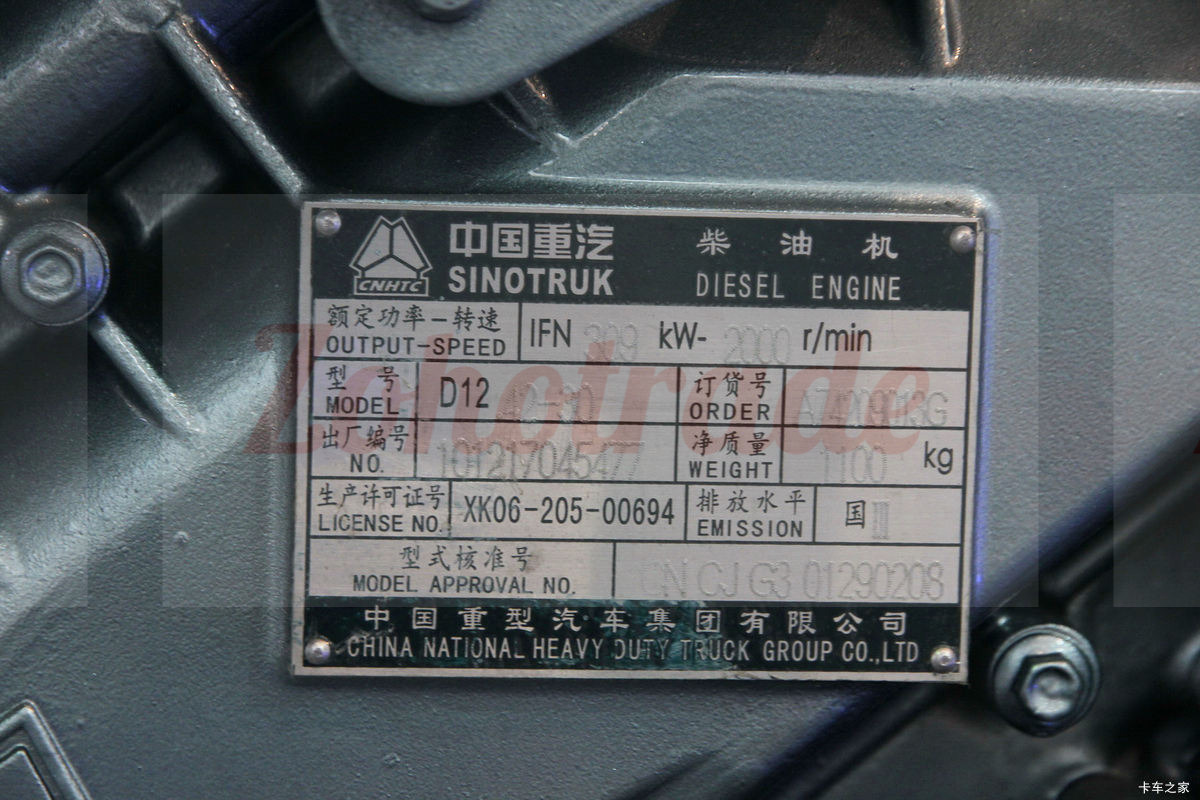 中国重汽 柴油机
CNHTC SINOTRUK DIESEL ENGINE
额定功率-转速
OUTPUT-SPEED IFN 309 kW- 2000 r/min
型号 订货号
MODEL D12 ORDER
出厂编号 净质量
NO. 101217045477 WEIGHT 1100 kg
生产许可证号 排放水平
LICENSE NO. XK06-205-00694 EMISSION 国III
型式核准号
MODEL APPROVAL NO. CN CJ G3 01290208
中国重型汽车集团有限公司
CHINA NATIONAL HEAVY DUTY TRUCK GROUP CO.,LTD
Zohotrade
卡车之家